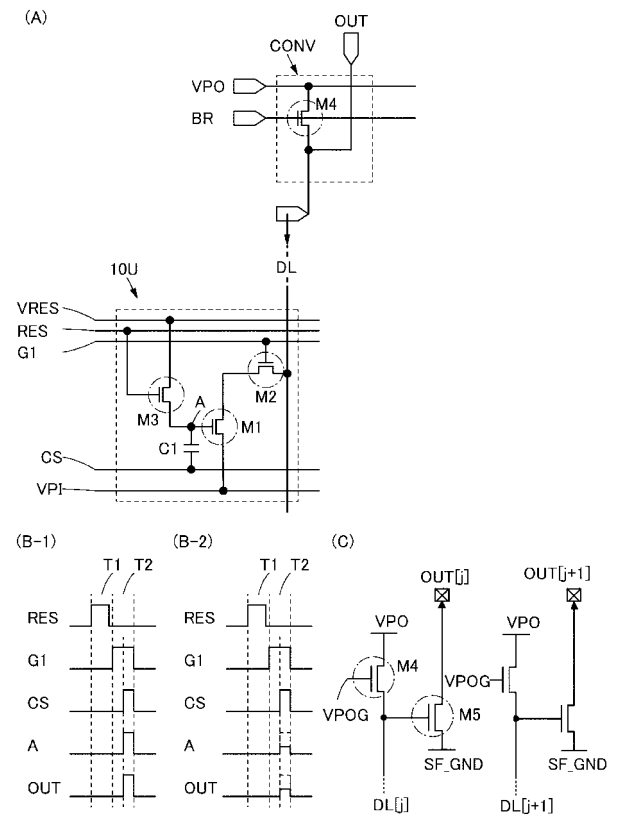 (A)
OUT
CONV
VPO
M4
BR
DL
10U
VRES
RES
G1
M2
M3
A
M1
C1
CS
VPI
(B-1)
T1 T2
RES
G1
CS
A
OUT
(B-2)
T1 T2
RES
G1
CS
A
OUT
(C)
OUT[j] OUT[j+1]
VPO VPO
M4
VPOG VPOG
M5
SF_GND SF_GND
DL[j] DL[j+1]